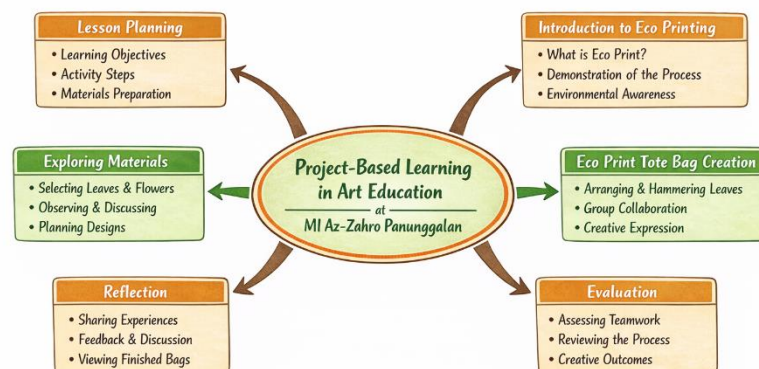 Lesson Planning
• Learning Objectives
• Activity Steps
• Materials Preparation
Introduction to Eco Printing
• What is Eco Print?
• Demonstration of the Process
• Environmental Awareness
Exploring Materials
• Selecting Leaves & Flowers
• Observing & Discussing
• Planning Designs
Project-Based Learning
in Art Education
at
MI Az-Zahro Panunggalan
Eco Print Tote Bag Creation
• Arranging & Hammering Leaves
• Group Collaboration
• Creative Expression
Reflection
• Sharing Experiences
• Feedback & Discussion
• Viewing Finished Bags
Evaluation
• Assessing Teamwork
• Reviewing the Process
• Creative Outcomes